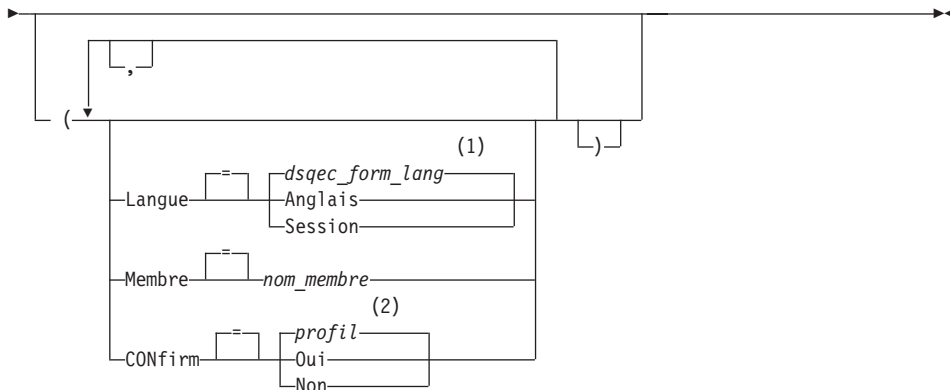 ,
(
)
(1)
=
dsqec_form_lang
Langue
Anglais
Session
=
Membre
nom_membre
(2)
=
profil
CONfirm
Oui
Non